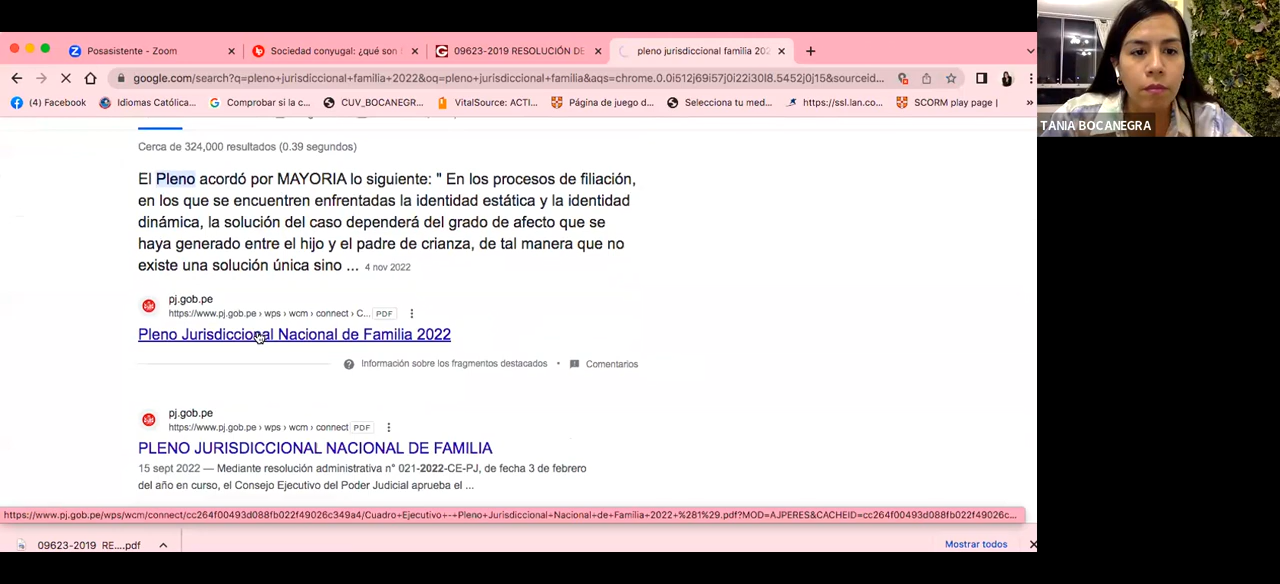 Posasistente - Zoom
Sociedad conyugal: ¿qué son
09623-2019 RESOLUCIÓN DE
pleno jurisdiccional familia 202
google.com/search?q=pleno+jurisdiccional+familia+2022&oq=pleno+jurisdiccional+familia&aqs=chrome.0.0i512j69i57j0i22i30l8.5452j0j15&sourceid...
(4) Facebook
Idiomas Católica...
Comprobar si la c...
CUV_BOCANEGR...
VitalSource: ACTI...
Página de juego d...
Selecciona tu med...
https://ssl.lan.co...
SCORM play page |
»
TANIA BOCANEGRA
Cerca de 324,000 resultados (0.39 segundos)
El Pleno acordó por MAYORIA lo siguiente: " En los procesos de filiación,
en los que se encuentren enfrentadas la identidad estática y la identidad
dinámica, la solución del caso dependerá del grado de afecto que se
haya generado entre el hijo y el padre de crianza, de tal manera que no
existe una solución única sino ... 4 nov 2022
pj.gob.pe
https://www.pj.gob.pe › wps › wcm › connect › C... PDF
Pleno Jurisdiccional Nacional de Familia 2022
Información sobre los fragmentos destacados • Comentarios
pj.gob.pe
https://www.pj.gob.pe › wps › wcm › connect PDF
PLENO JURISDICCIONAL NACIONAL DE FAMILIA
15 sept 2022 — Mediante resolución administrativa n° 021-2022-CE-PJ, de fecha 3 de febrero
del año en curso, el Consejo Ejecutivo del Poder Judicial aprueba el ...
https://www.pj.gob.pe/wps/wcm/connect/cc264f00493d088fb022f49026c349a4/Cuadro+Ejecutivo+-+Pleno+Jurisdiccional+Nacional+de+Familia+2022+%281%29.pdf?MOD=AJPERES&CACHEID=cc264f00493d088fb022f49026c...
09623-2019 RE....pdf
Mostrar todos